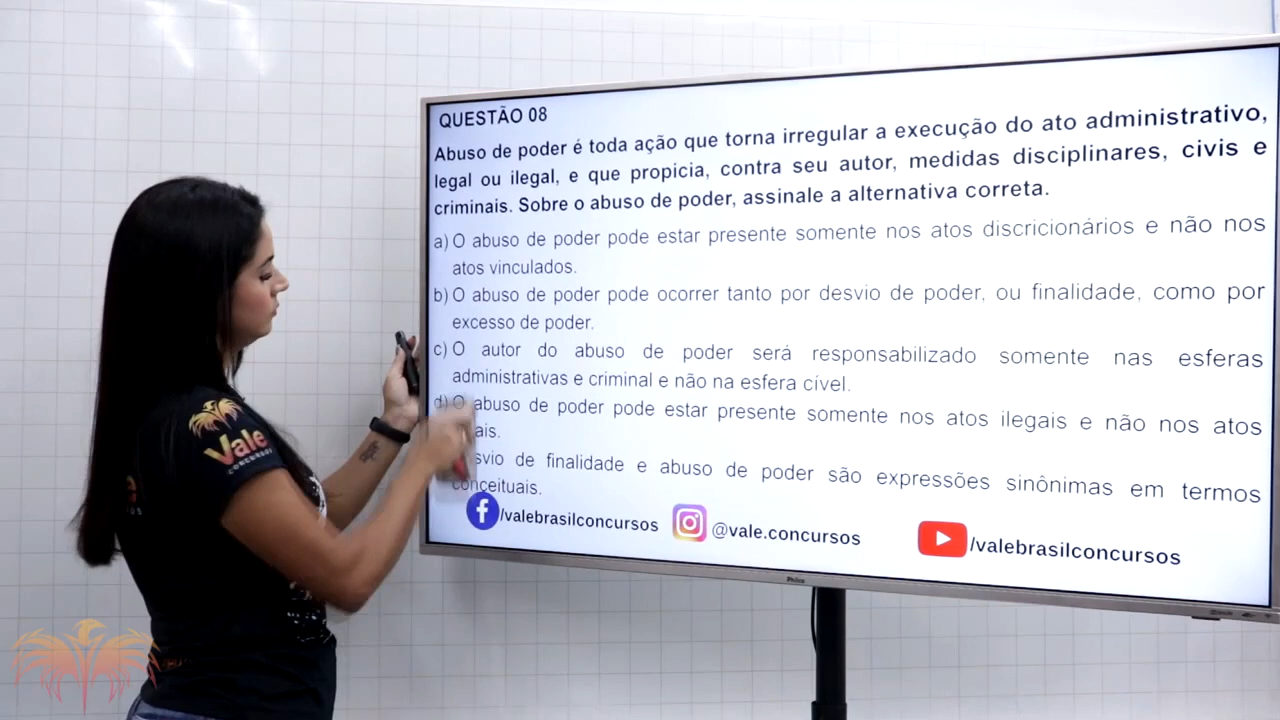 QUESTÃO 08
Abuso de poder é toda ação que torna irregular a execução do ato administrativo,
legal ou ilegal, e que propicia, contra seu autor, medidas disciplinares, civis e
criminais. Sobre o abuso de poder, assinale a alternativa correta.
a) O abuso de poder pode estar presente somente nos atos discricionários e não nos
atos vinculados.
b) O abuso de poder pode ocorrer tanto por desvio de poder, ou finalidade, como por
excesso de poder.
c) O autor do abuso de poder será responsabilizado somente nas esferas
administrativas e criminal e não na esfera cível.
d) O abuso de poder pode estar presente somente nos atos ilegais e não nos atos
ais.
svio de finalidade e abuso de poder são expressões sinônimas em termos
conceituais.
/valebrasilconcursos @vale.concursos /valebrasilconcursos
Philco
Vale
CONCURSOS